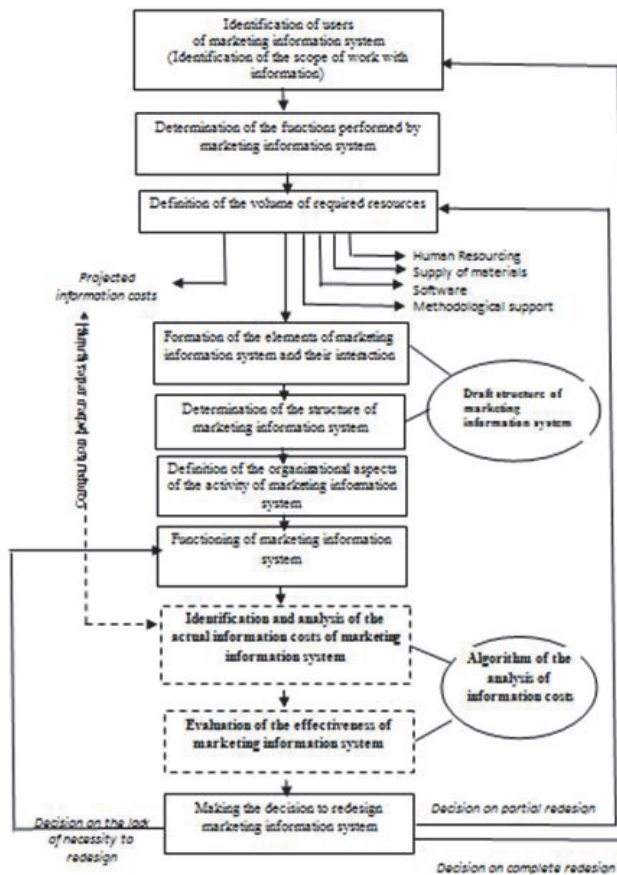 Identification of users
of marketing information system
(Identification of the scope of work with
information)
Determination of the functions performed by
marketing information system
Definition of the volume of required resources
Human Resourcing
Supply of materials
Software
Methodological support
Projected
information costs
Comparison before redesigning
Formation of the elements of marketing
information system and their interaction
Draft structure of
marketing
information system
Determination of the structure of
marketing information system
Definition of the organizational aspects
of the activity of marketing information
system
Functioning of marketing information
system
Identification and analysis of the
actual information costs of marketing
information system
Algorithm of the
analysis of
information costs
Evaluation of the effectiveness of
marketing information system
Making the decision to redesign
marketing information system
Decision on the lack
of necessity to
redesign
Decision on partial redesign
Decision on complete redesign